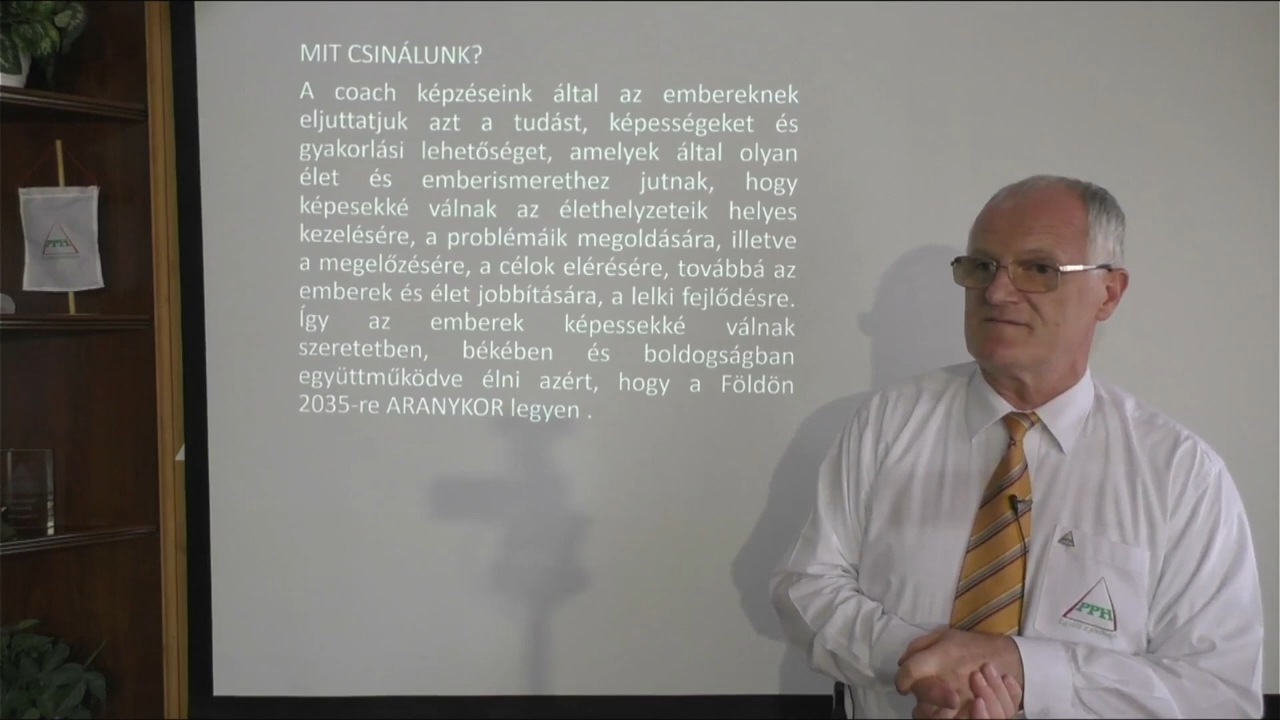 MIT CSINÁLUNK?
A coach képzéseink által az embereknek
eljuttatjuk azt a tudást, képességeket és
gyakorlási lehetőséget, amelyek által olyan
élet és emberismerethez jutnak, hogy
képesekké válnak az élethelyzeteik helyes
kezelésére, a problémáik megoldására, illetve
a megelőzésére, a célok elérésére, továbbá az
emberek és élet jobbítására, a lelki fejlődésre.
Így az emberek képessekké válnak
szeretetben, békében és boldogságban
együttműködve élni azért, hogy a Földön
2035-re ARANYKOR legyen .
PPH
PPH